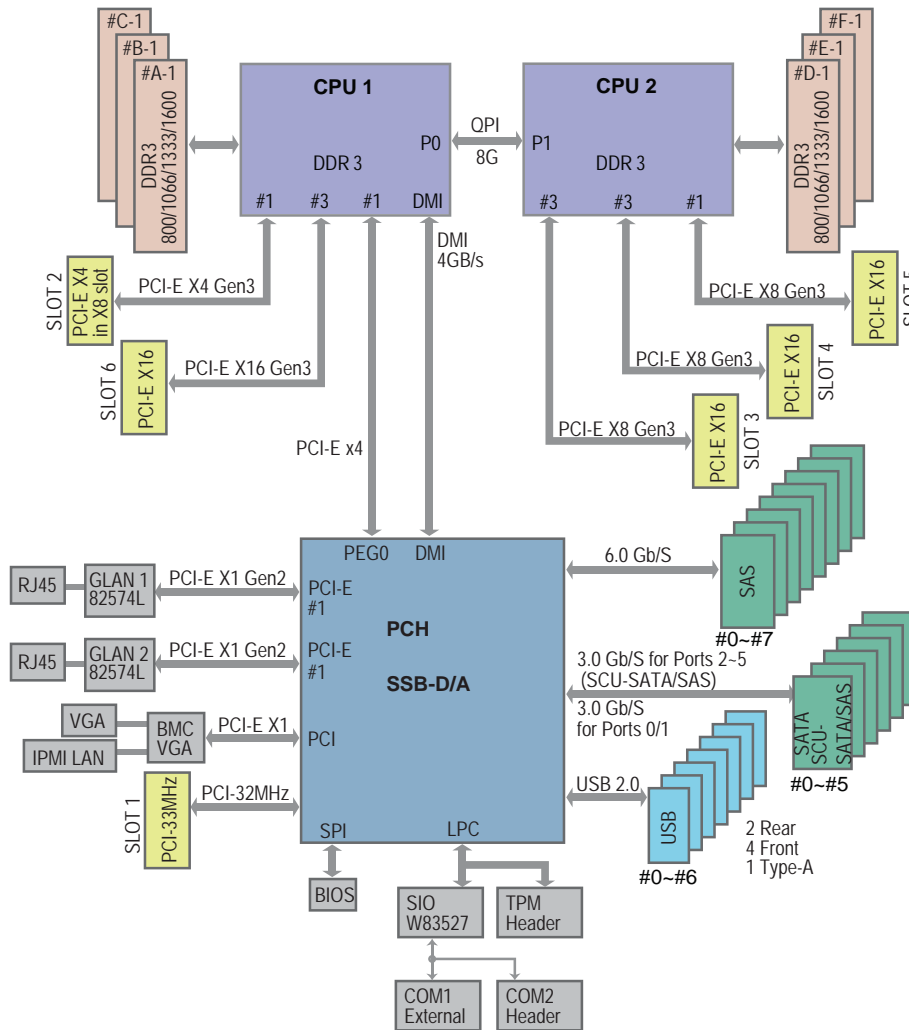 #C-1
#B-1
#A-1
DDR3
800/1066/1333/1600
CPU 1
DDR 3
P0
#1
#3
#1
DMI
QPI
8G
CPU 2
P1
DDR 3
#3
#3
#1
#F-1
#E-1
#D-1
DDR3
800/1066/1333/1600
DMI
4GB/s
SLOT 2
PCI-E X4
in X8 slot
PCI-E X4 Gen3
SLOT 6
PCI-E X16
PCI-E X16 Gen3
PCI-E X8 Gen3
PCI-E X16
SLOT 5
PCI-E X8 Gen3
PCI-E X16
SLOT 4
PCI-E X8 Gen3
PCI-E X16
SLOT 3
PCI-E x4
PEG0
DMI
PCI-E
#1
PCH
PCI-E
#1
SSB-D/A
PCI
SPI
LPC
RJ45
GLAN 1
82574L
PCI-E X1 Gen2
RJ45
GLAN 2
82574L
PCI-E X1 Gen2
VGA
IPMI LAN
BMC
VGA
PCI-E X1
SLOT 1
PCI-33MHz
PCI-32MHz
6.0 Gb/S
SAS
#0~#7
3.0 Gb/S for Ports 2~5
(SCU-SATA/SAS)
3.0 Gb/S
for Ports 0/1
SATA
SCU-
SATA/SAS
#0~#5
USB 2.0
USB
#0~#6
2 Rear
4 Front
1 Type-A
BIOS
SIO
W83527
TPM
Header
COM1
External
COM2
Header